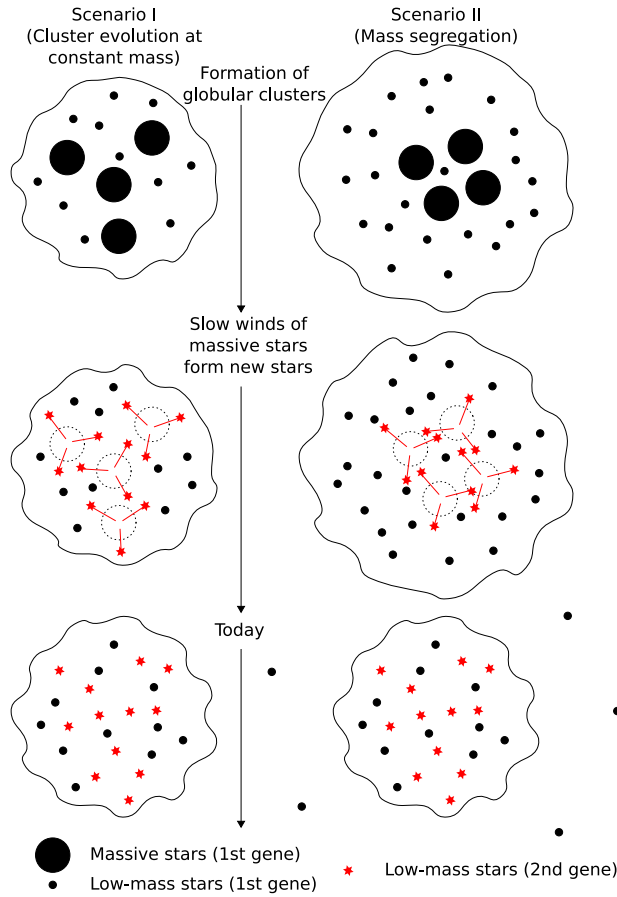 Scenario I
(Cluster evolution at
constant mass)
Scenario II
(Mass segregation)
Formation of
globular clusters
Slow winds of
massive stars
form new stars
Today
Massive stars (1st gene)
Low-mass stars (1st gene)
Low-mass stars (2nd gene)